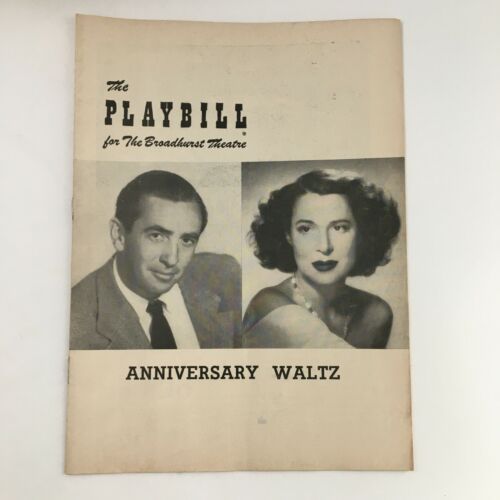 The
PLAYBILL
®
for The Broadhurst Theatre
ANNIVERSARY WALTZ